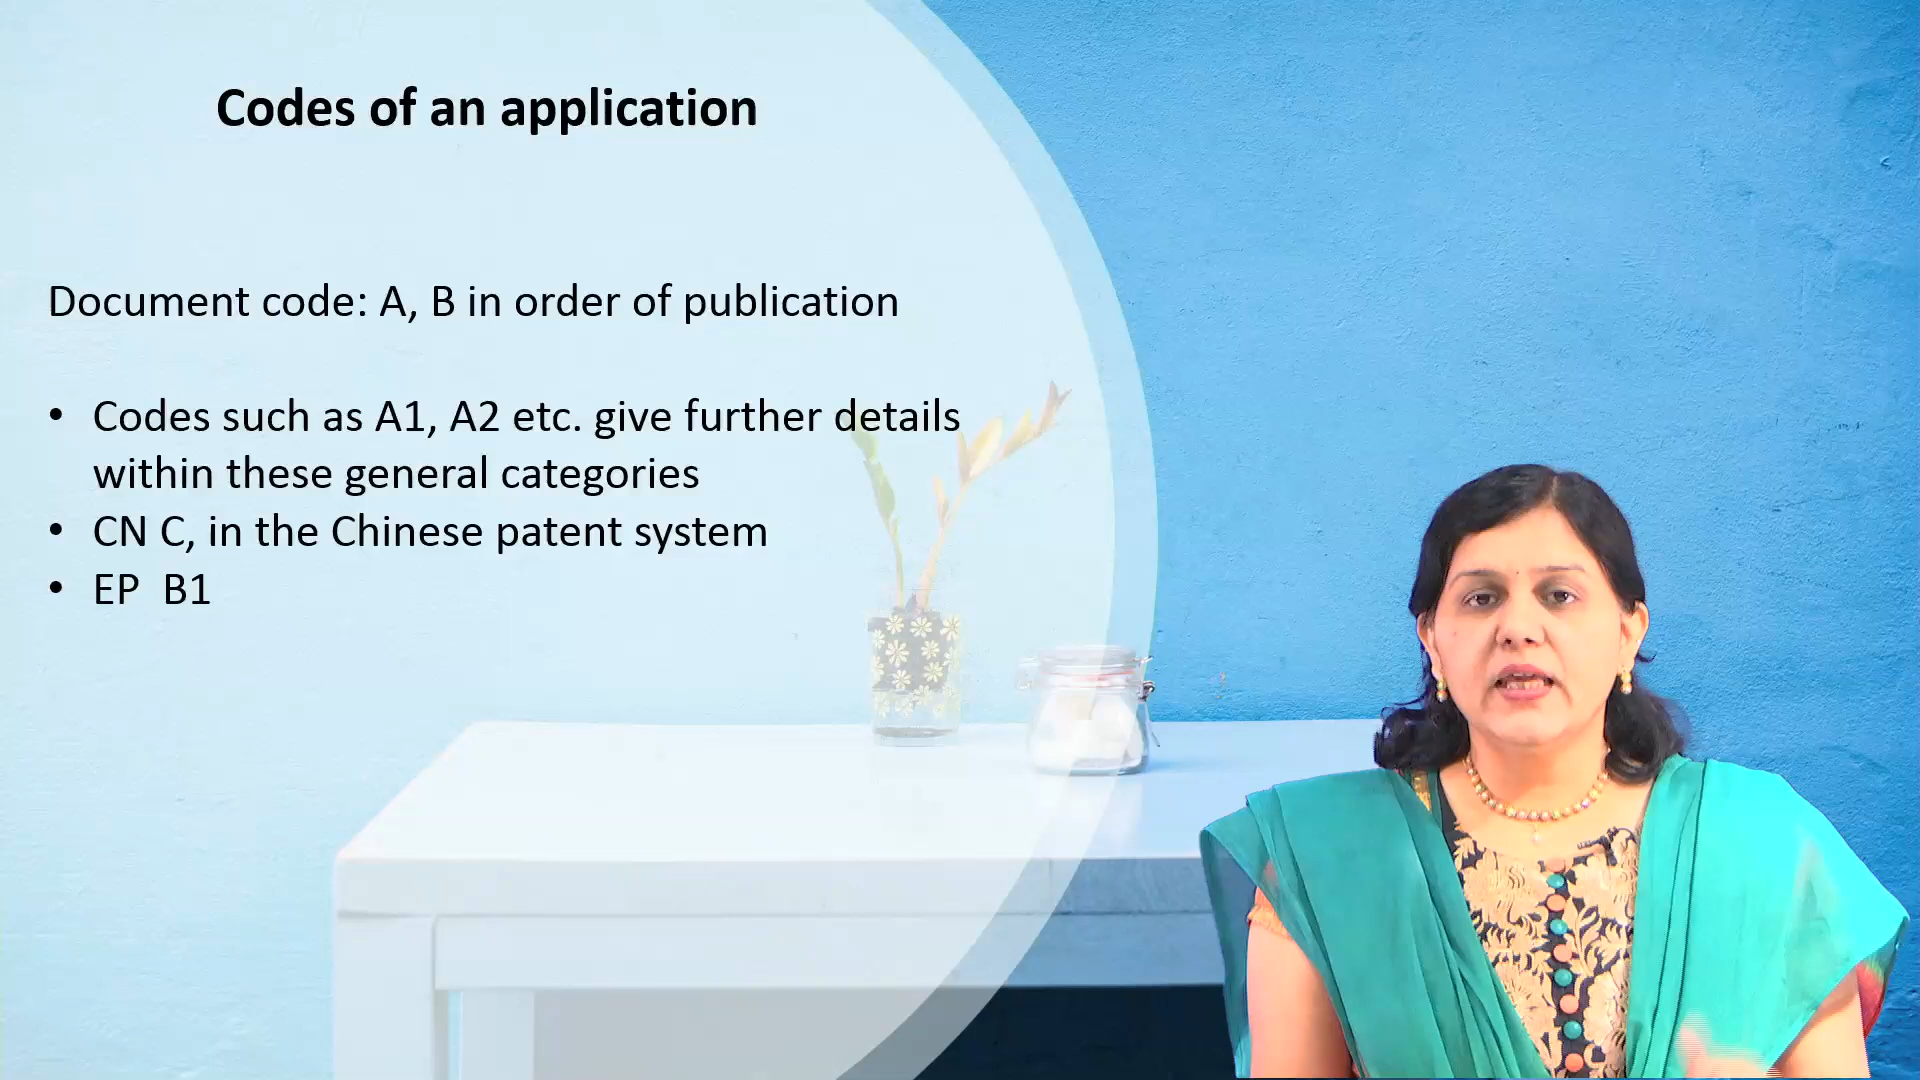 Codes of an application
Document code: A, B in order of publication
• Codes such as A1, A2 etc. give further details
within these general categories
• CN C, in the Chinese patent system
• EP  B1